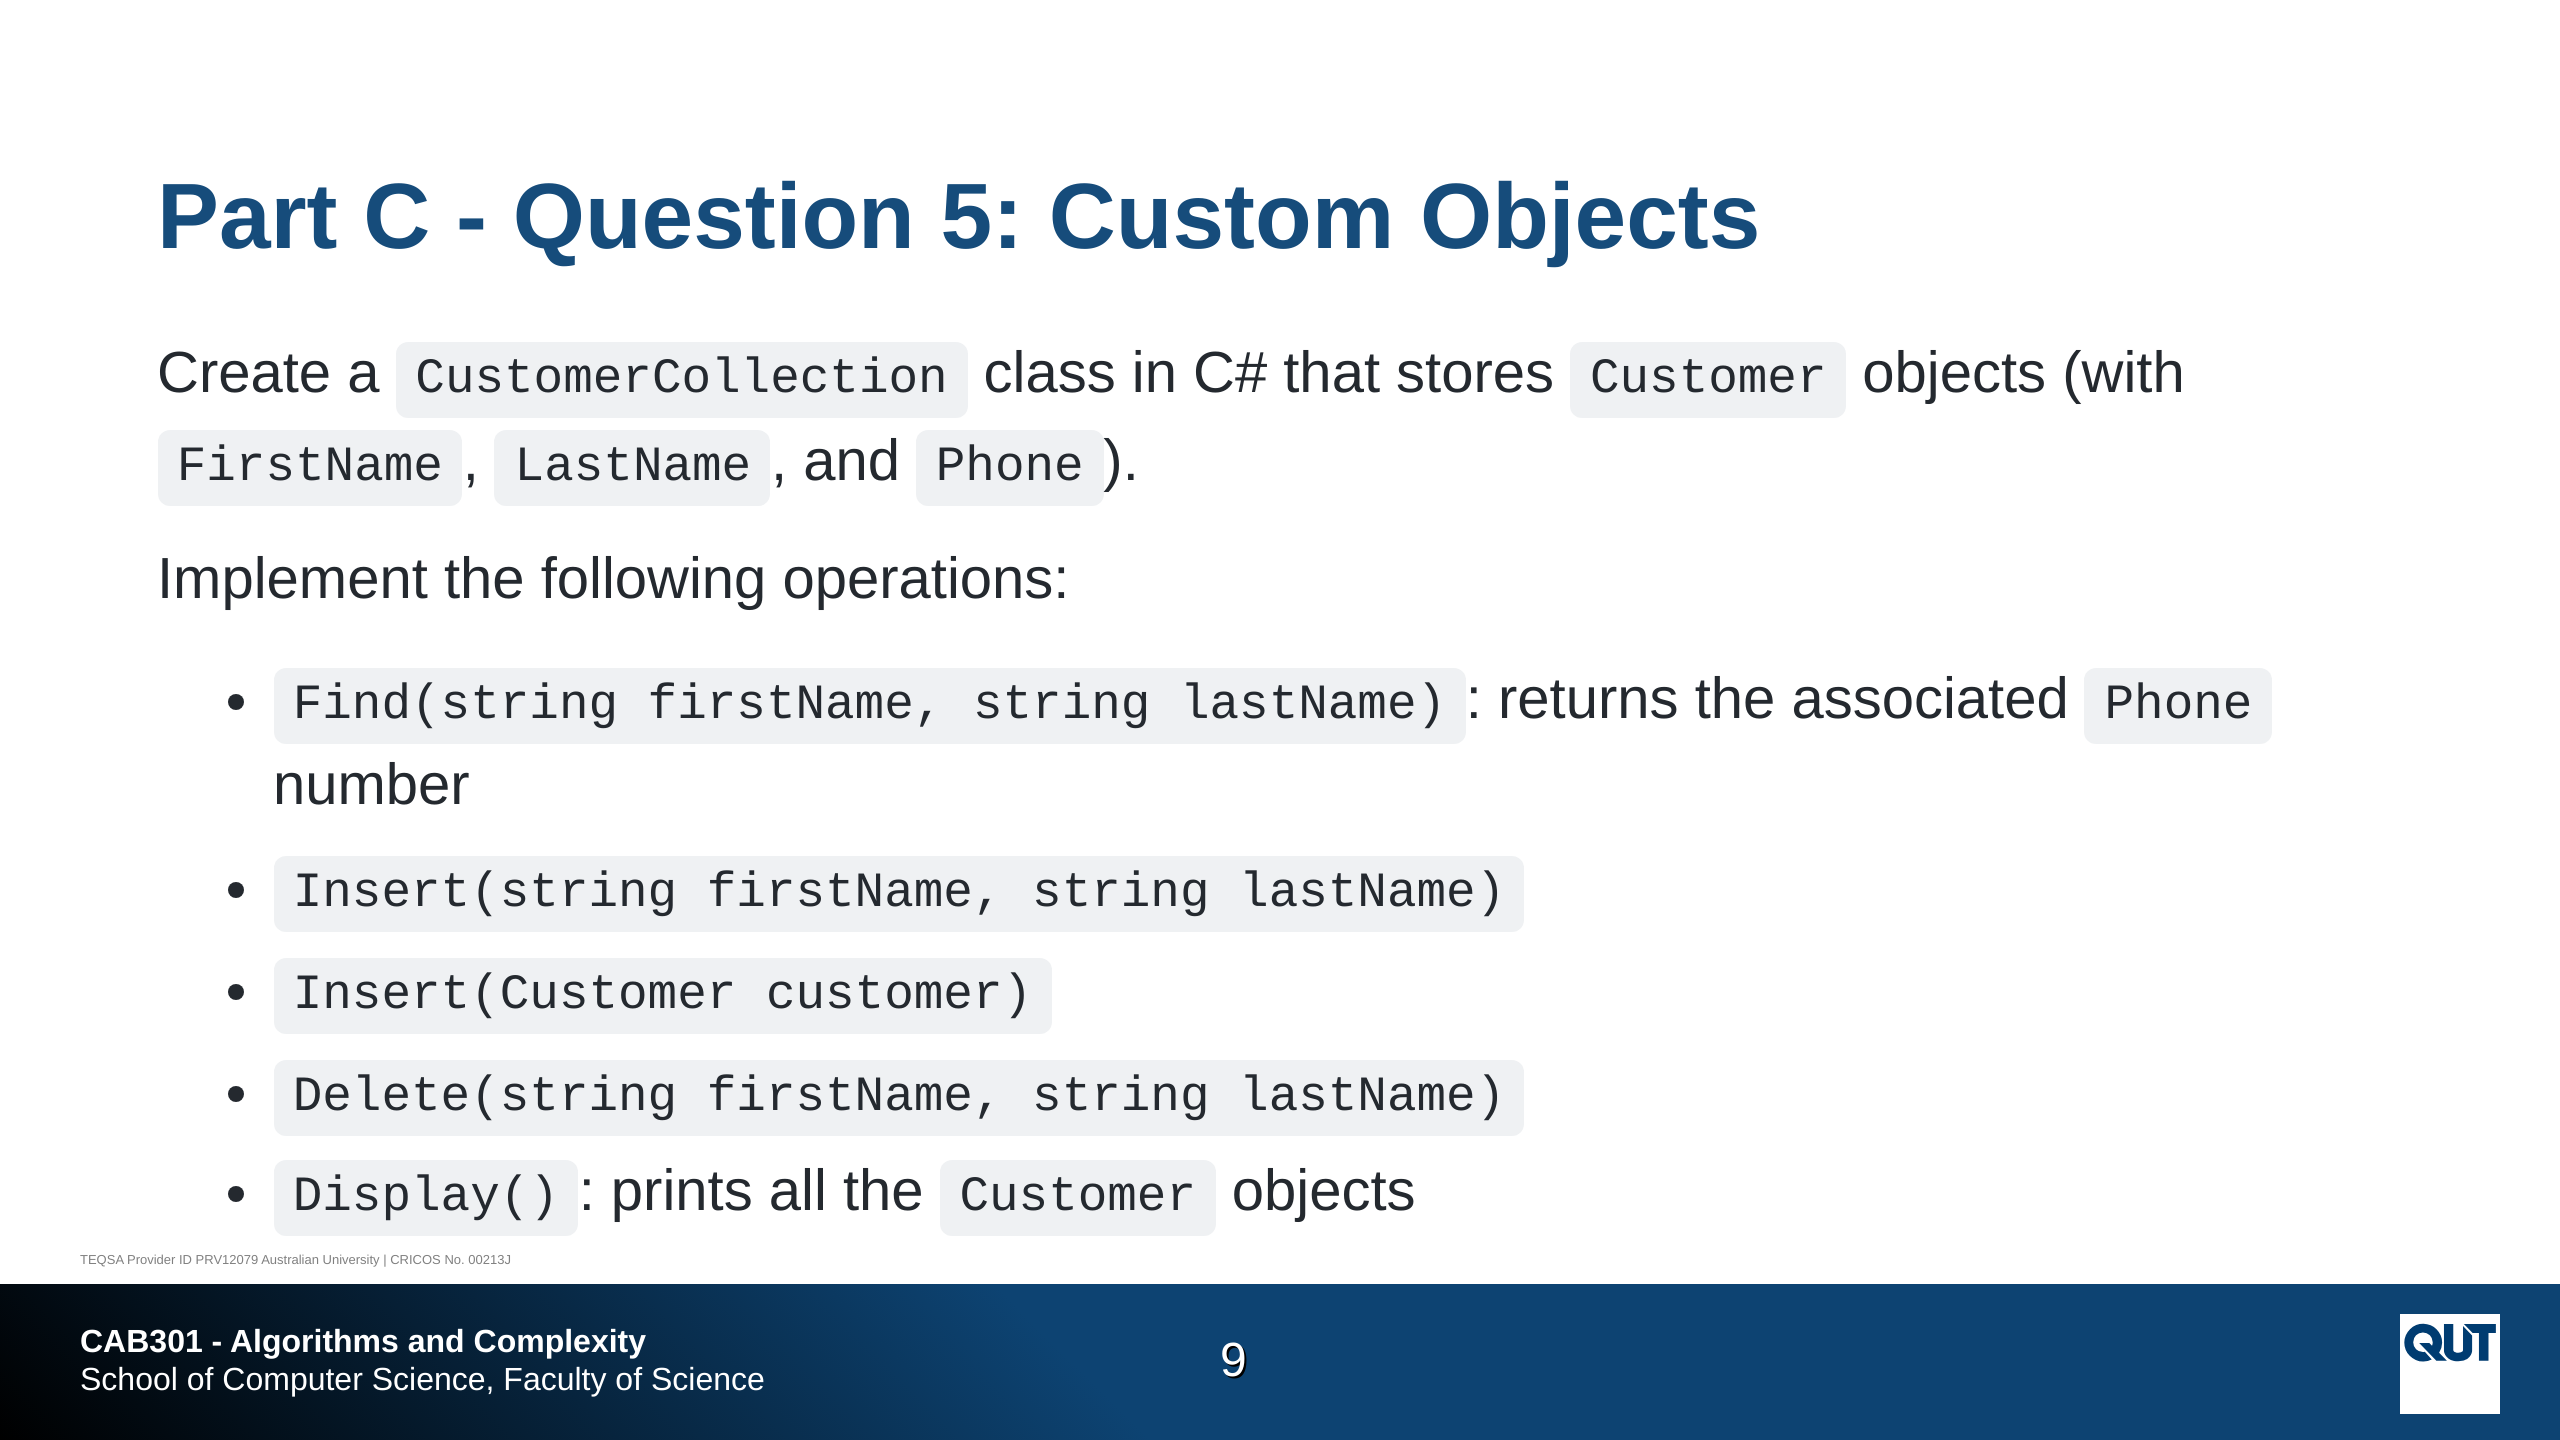 Part C - Question 5: Custom Objects
Create a CustomerCollection class in C# that stores Customer objects (with
FirstName, LastName, and Phone).
Implement the following operations:
• Find(string firstName, string lastName): returns the associated Phone
number
• Insert(string firstName, string lastName)
• Insert(Customer customer)
• Delete(string firstName, string lastName)
• Display(): prints all the Customer objects
TEQSA Provider ID PRV12079 Australian University | CRICOS No. 00213J
CAB301 - Algorithms and Complexity
School of Computer Science, Faculty of Science
9
QUT